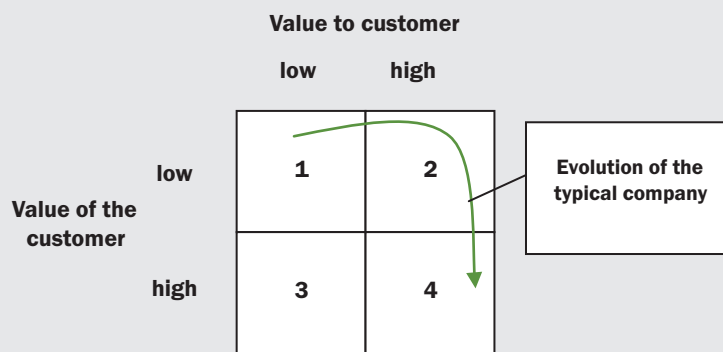 Value to customer
low high
low 1 2
Value of the
customer
high 3 4
Evolution of the
typical company